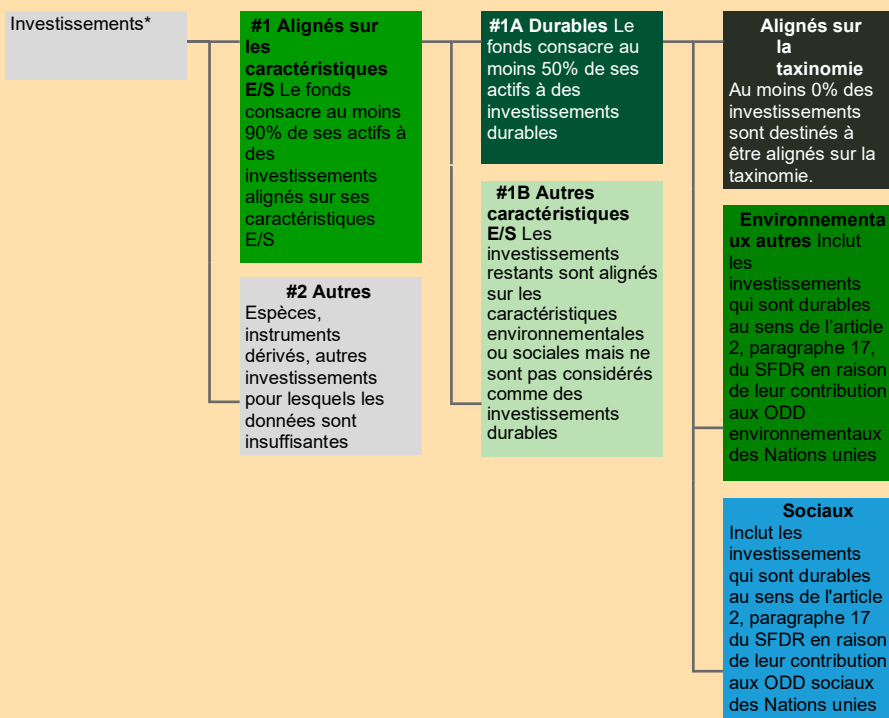 Investissements*
#1 Alignés sur
les
caractéristiques
E/S Le fonds
consacre au moins
90% de ses actifs à
des
investissements
alignés sur ses
caractéristiques
E/S
#2 Autres
Espèces,
instruments
dérivés, autres
investissements
pour lesquels les
données sont
insuffisantes
#1A Durables Le
fonds consacre au
moins 50% de ses
actifs à des
investissements
durables
#1B Autres
caractéristiques
E/S Les
investissements
restants sont alignés
sur les
caractéristiques
environnementales
ou sociales mais ne
sont pas considérés
comme des
investissements
durables
Alignés sur
la
taxinomie
Au moins 0% des
investissements
sont destinés à
être alignés sur la
taxinomie.
Environnementa
ux autres Inclut
les
investissements
qui sont durables
au sens de l’article
2, paragraphe 17,
du SFDR en raison
de leur contribution
aux ODD
environnementaux
des Nations unies
Sociaux
Inclut les
investissements
qui sont durables
au sens de l'article
2, paragraphe 17
du SFDR en raison
de leur contribution
aux ODD sociaux
des Nations unies